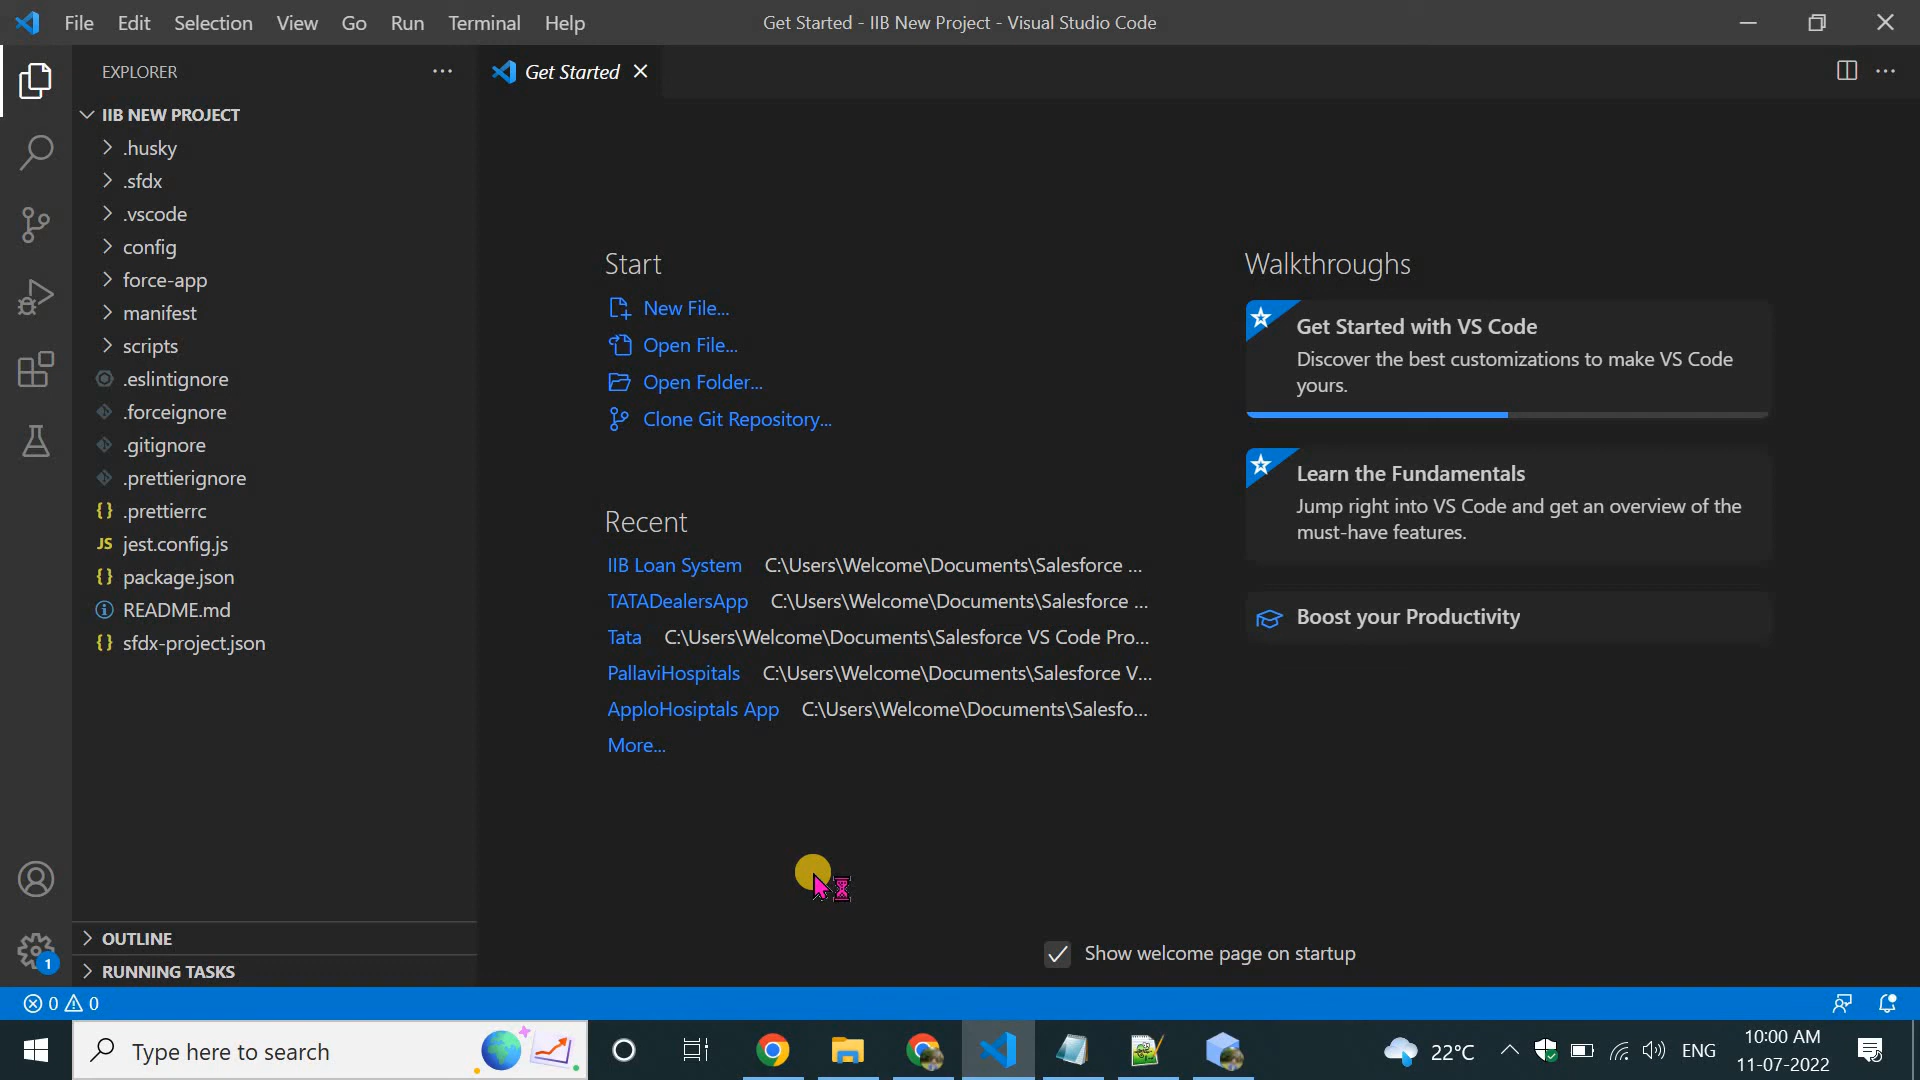 File Edit Selection View Go Run Terminal Help
Get Started - IIB New Project - Visual Studio Code
EXPLORER
Get Started
IIB NEW PROJECT
.husky
.sfdx
.vscode
config
force-app
manifest
scripts
.eslintignore
.forceignore
.gitignore
.prettierignore
.prettierrc
JS jest.config.js
package.json
README.md
sfdx-project.json
OUTLINE
RUNNING TASKS
Start
New File...
Open File...
Open Folder...
Clone Git Repository...
Recent
IIB Loan System C:\Users\Welcome\Documents\Salesforce ...
TATADealersApp C:\Users\Welcome\Documents\Salesforce ...
Tata C:\Users\Welcome\Documents\Salesforce VS Code Pro...
PallaviHospitals C:\Users\Welcome\Documents\Salesforce V...
ApploHosiptals App C:\Users\Welcome\Documents\Salesfo...
More...
Walkthroughs
Get Started with VS Code
Discover the best customizations to make VS Code
yours.
Learn the Fundamentals
Jump right into VS Code and get an overview of the
must-have features.
Boost your Productivity
Show welcome page on startup
1
0 0
Type here to search
22°C
ENG
10:00 AM
11-07-2022